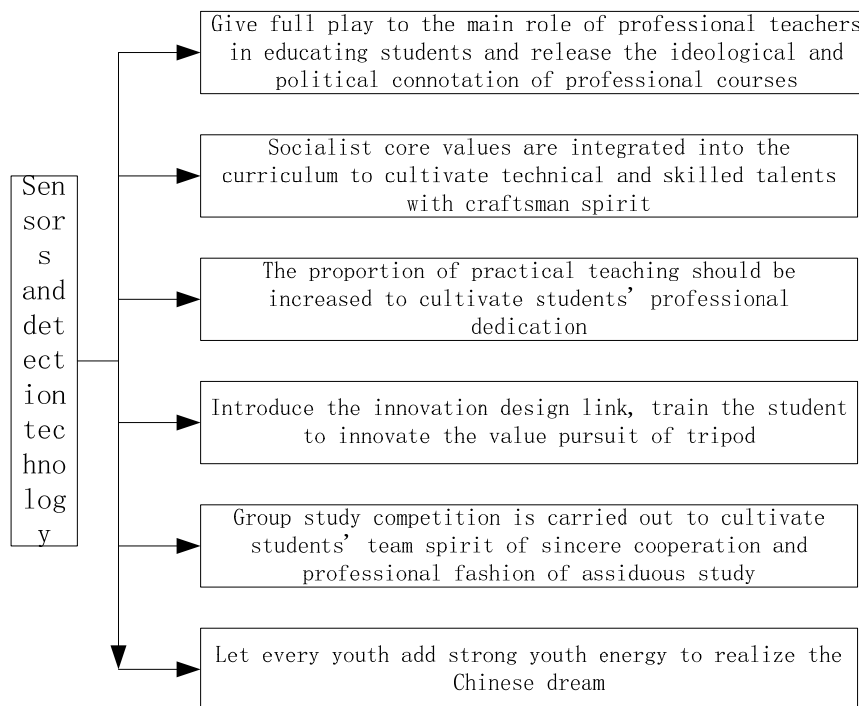 Sen
sor
s
and
det
ect
ion
tec
hno
log
y
Give full play to the main role of professional teachers
in educating students and release the ideological and
political connotation of professional courses
Socialist core values are integrated into the
curriculum to cultivate technical and skilled talents
with craftsman spirit
The proportion of practical teaching should be
increased to cultivate students' professional
dedication
Introduce the innovation design link, train the student
to innovate the value pursuit of tripod
Group study competition is carried out to cultivate
students' team spirit of sincere cooperation and
professional fashion of assiduous study
Let every youth add strong youth energy to realize the
Chinese dream